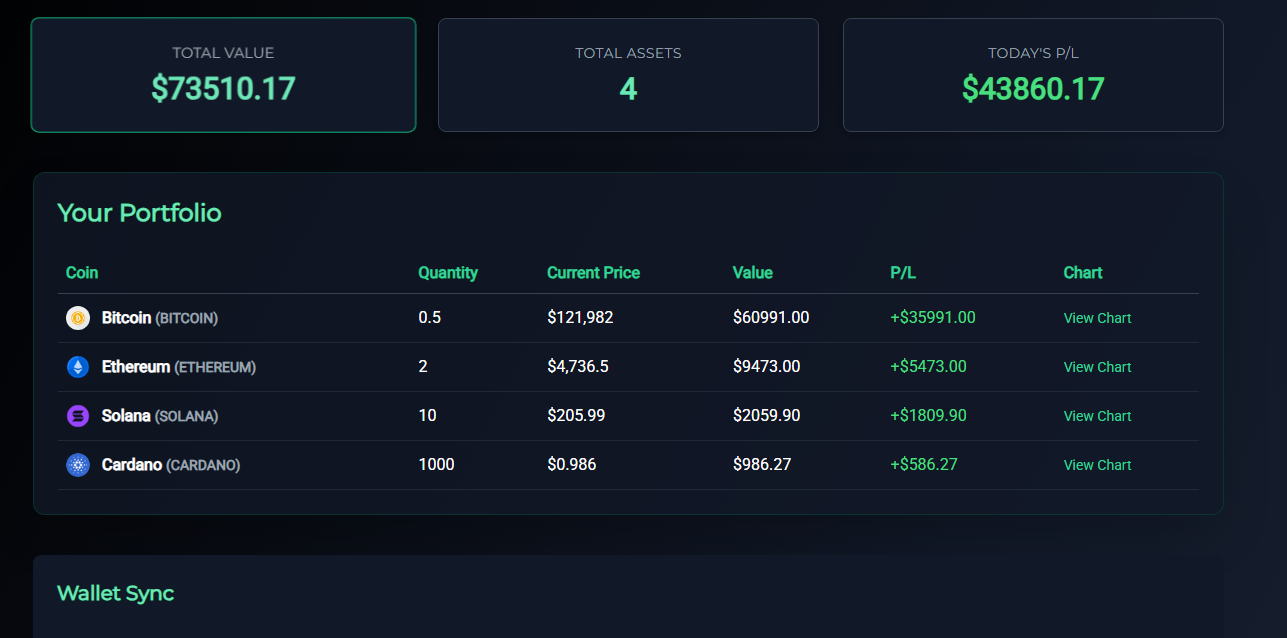 TOTAL VALUE TOTAL ASSETS TODAY'S P/L
$73510.17 4 $43860.17
Your Portfolio
Coin Quantity Current Price Value P/L Chart
Bitcoin (BITCOIN) 0.5 $121,982 $60991.00 +$35991.00 View Chart
Ethereum (ETHEREUM) 2 $4,736.5 $9473.00 +$5473.00 View Chart
Solana (SOLANA) 10 $205.99 $2059.90 +$1809.90 View Chart
Cardano (CARDANO) 1000 $0.986 $986.27 +$586.27 View Chart
Wallet Sync